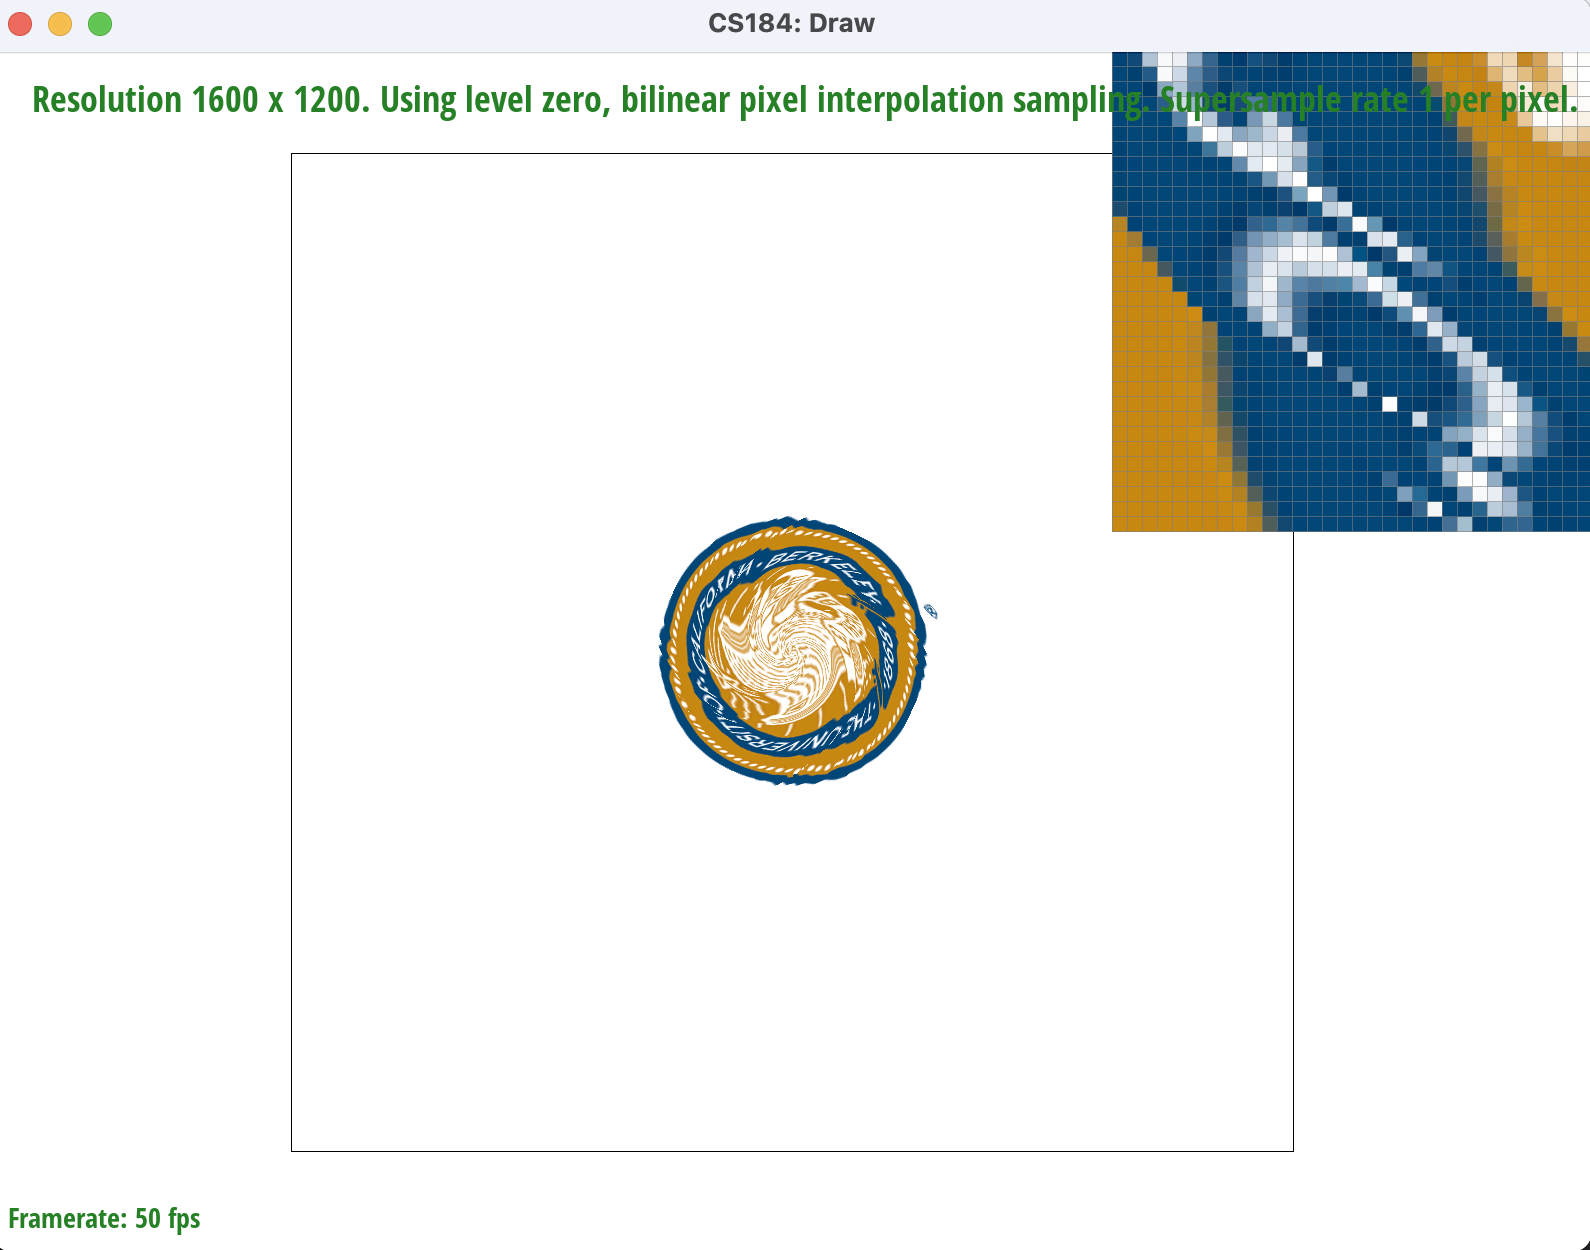 CS184: Draw
Resolution 1600 x 1200. Using level zero, bilinear pixel interpolation sampling. Supersample rate 1 per pixel.
CALIFORNIA · BERKELEY
·1868·
·THE·UNIVERSITY·OF·
®
Framerate: 50 fps